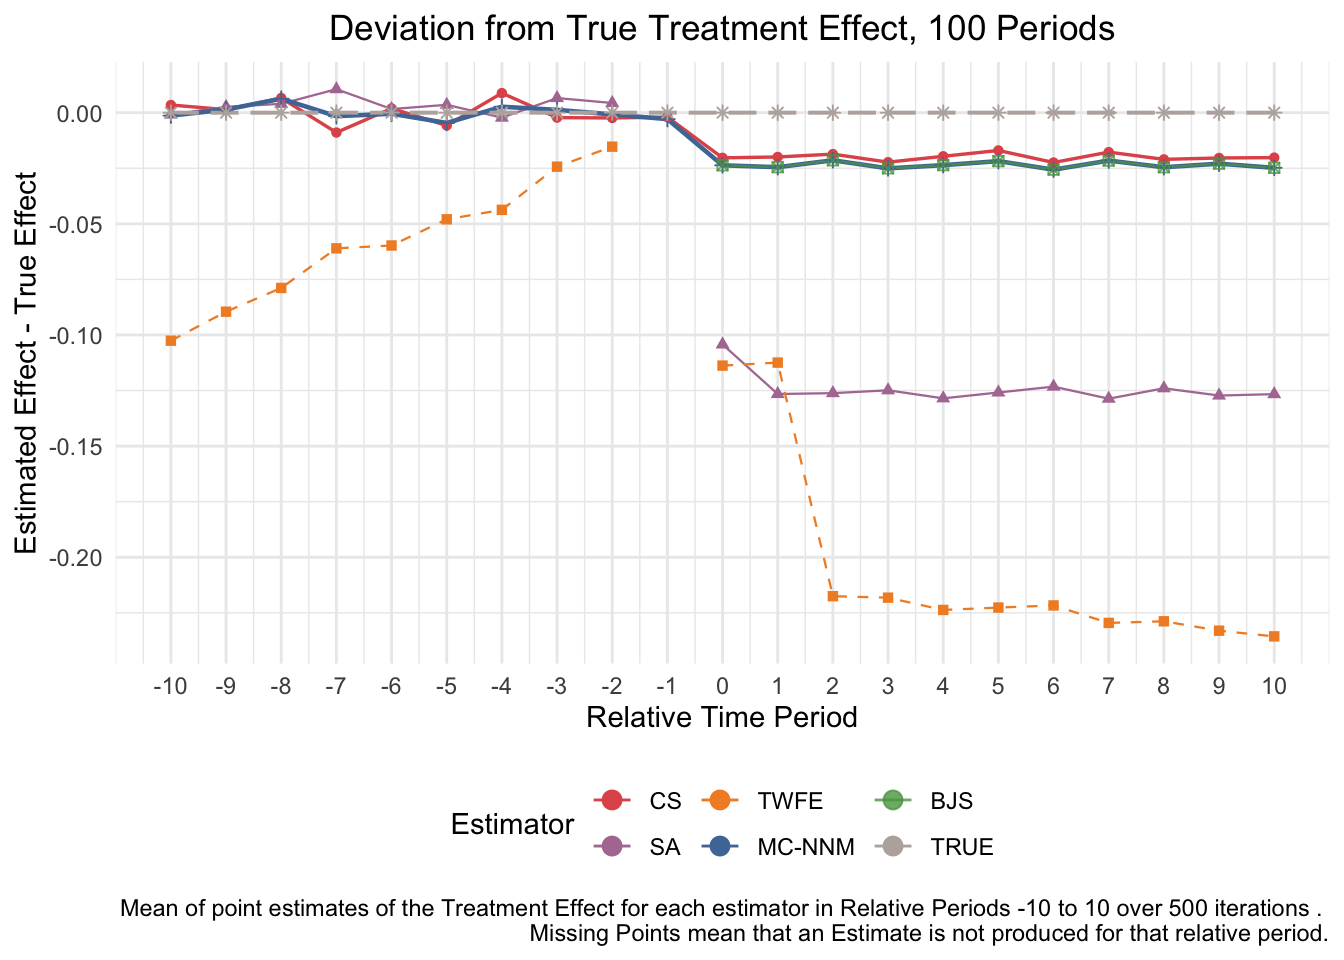 Deviation from True Treatment Effect, 100 Periods
Estimated Effect - True Effect
0.00
-0.05
-0.10
-0.15
-0.20
-10 -9 -8 -7 -6 -5 -4 -3 -2 -1 0 1 2 3 4 5 6 7 8 9 10
Relative Time Period
Estimator
CS TWFE BJS
SA MC-NNM TRUE
Mean of point estimates of the Treatment Effect for each estimator in Relative Periods -10 to 10 over 500 iterations .
Missing Points mean that an Estimate is not produced for that relative period.